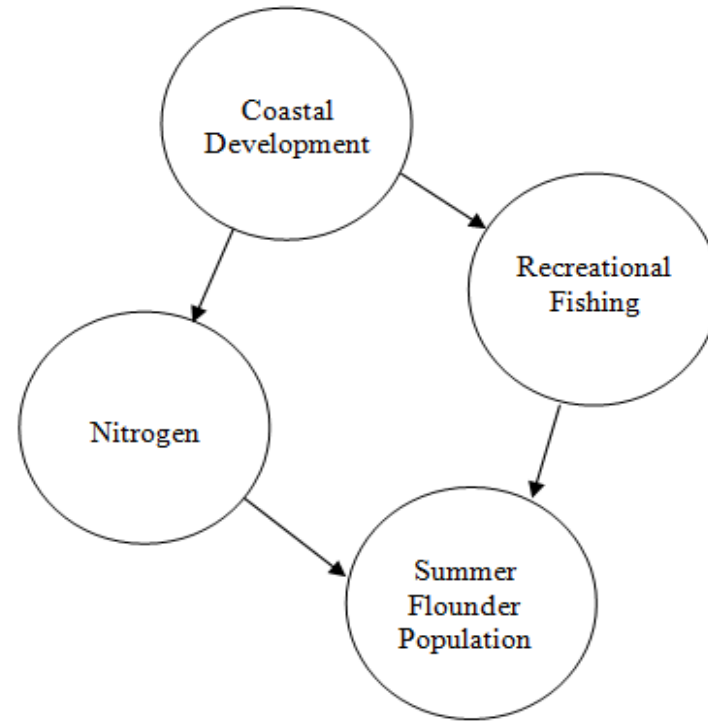 Coastal
Development
Recreational
Fishing
Nitrogen
Summer
Flounder
Population